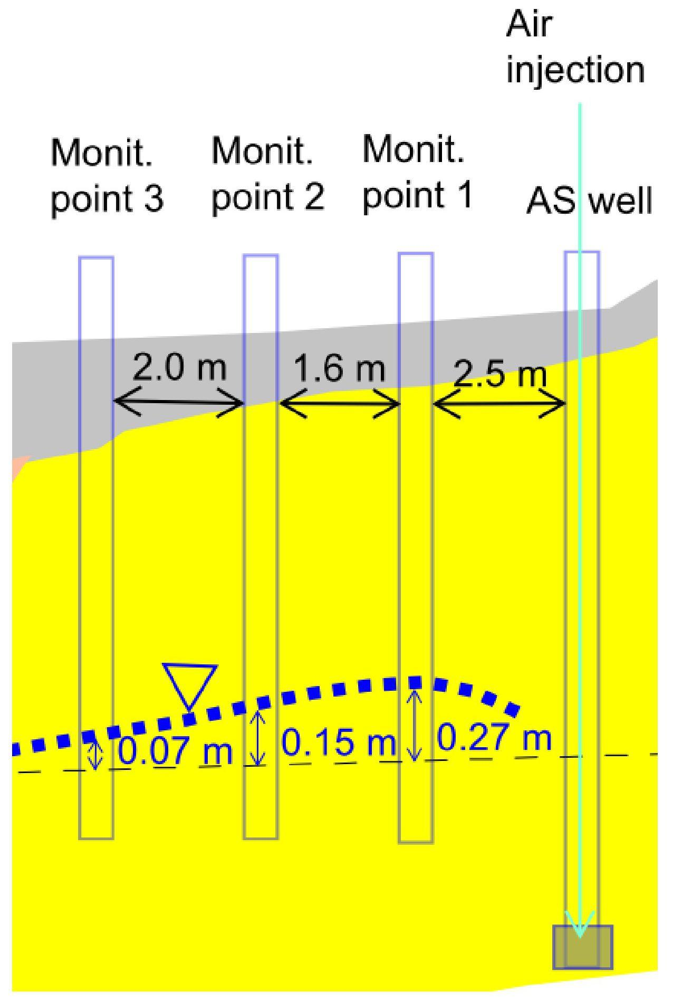 Air
injection
Monit.
point 3
Monit.
point 2
Monit.
point 1
AS well
2.0 m
1.6 m
2.5 m
0.07 m
0.15 m
0.27 m